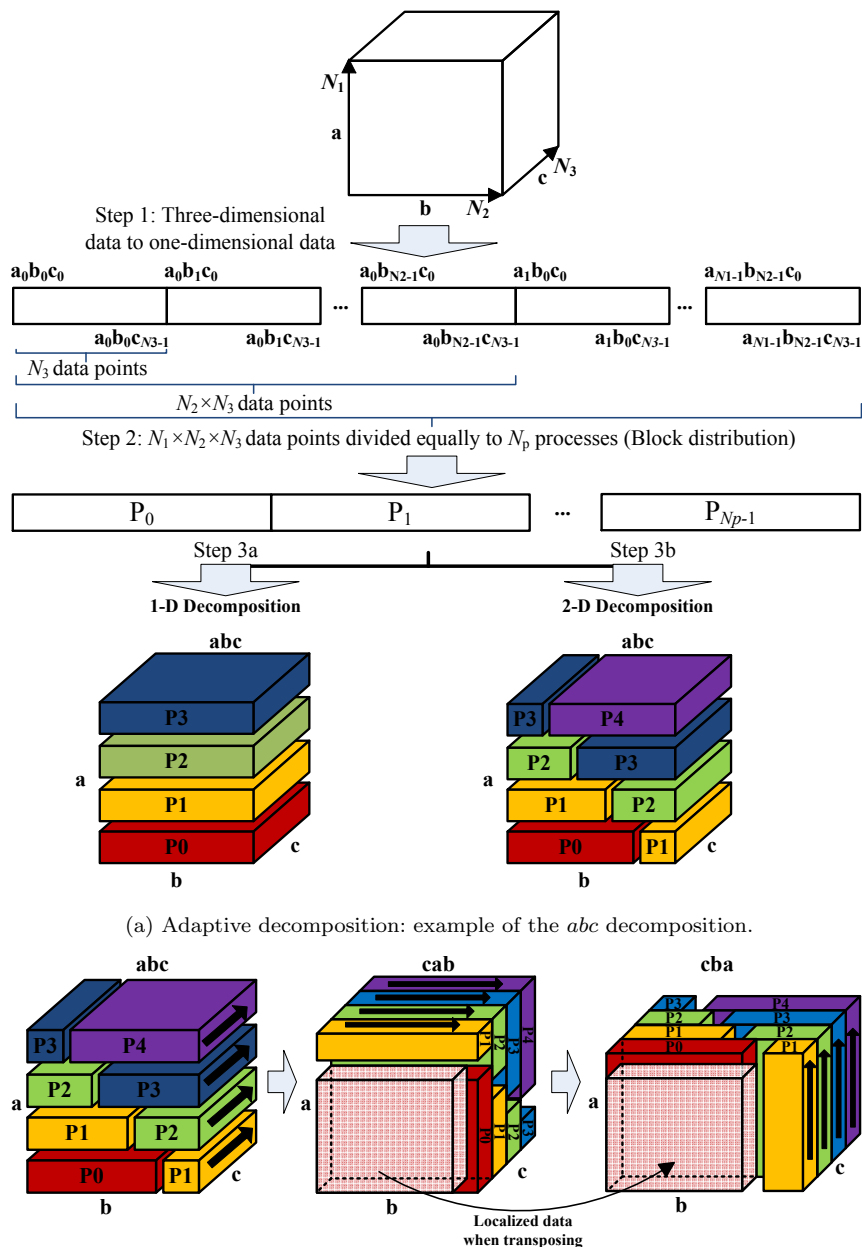 N1
a
b
N2
c
N3
Step 1: Three-dimensional
data to one-dimensional data
a0b0c0 a0b1c0 a0bN2-1c0 a1b0c0 aN1-1bN2-1c0
... ...
a0b0cN3-1 a0b1cN3-1 a0bN2-1cN3-1 a1b0cN3-1 aN1-1bN2-1cN3-1
N3 data points
N2×N3 data points
Step 2: N1×N2×N3 data points divided equally to Np processes (Block distribution)
P0 P1 ... PNp-1
Step 3a Step 3b
1-D Decomposition 2-D Decomposition
abc abc
P3 P3 P4
P2 P2 P3
a a
P1 P1 P2
P0 c P0 P1 c
b b
(a) Adaptive decomposition: example of the abc decomposition.
abc cab cba
P3 P4 P1 P2 P3 P4 P3 P4
P2 P3 P2 P3
a a a
P1 P2 P1 P2
P0 P1 P0 P1 P2 P3 P0 P1
c c c
b b b
Localized data
when transposing